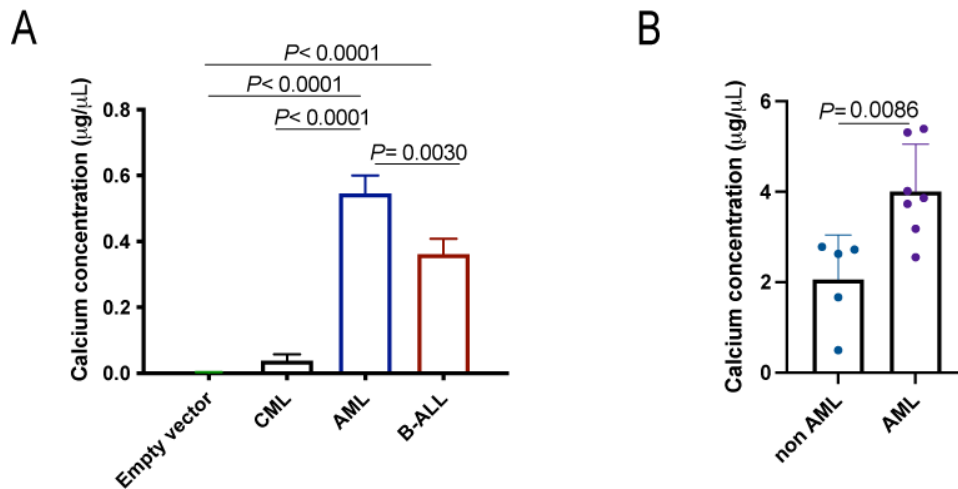 A
Calcium concentration (µg/µL)
P< 0.0001
P< 0.0001
P< 0.0001
P= 0.0030
0.8
0.6
0.4
0.2
0.0
Empty vector
CML
AML
B-ALL
B
Calcium concentration (µg/µL)
P= 0.0086
6
4
2
0
non AML
AML